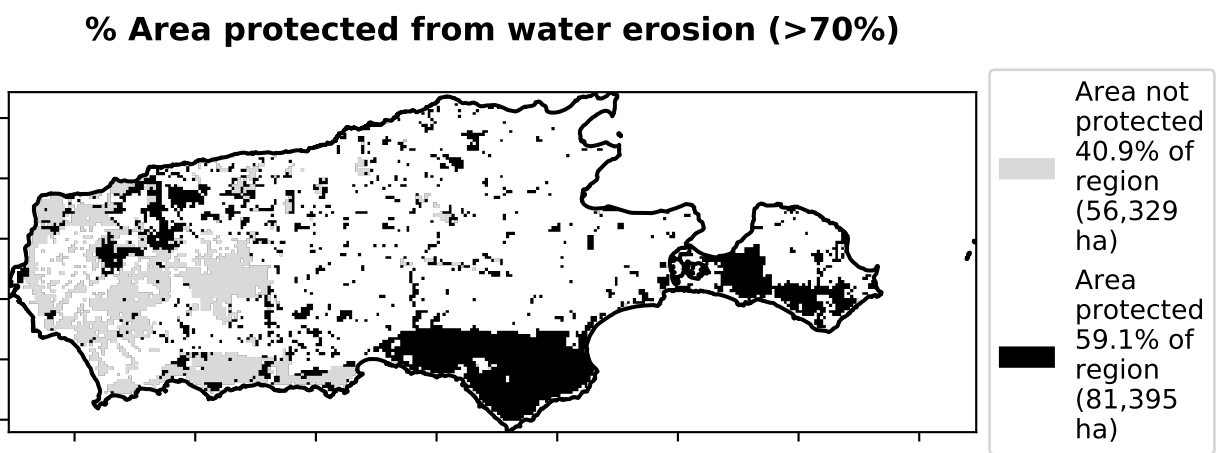 % Area protected from water erosion (>70%)
Area not
protected
40.9% of
region
(56,329
ha)
Area
protected
59.1% of
region
(81,395
ha)